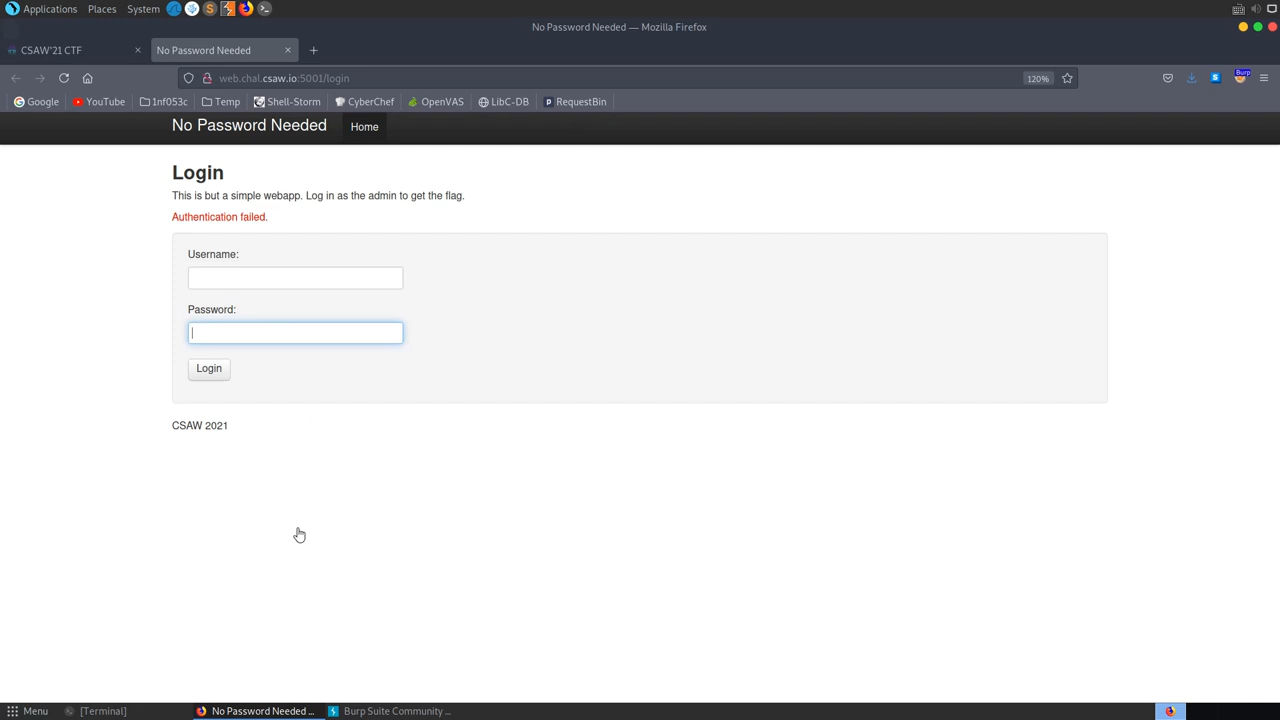 Applications Places System
No Password Needed — Mozilla Firefox
CSAW'21 CTF × No Password Needed × +
web.chal.csaw.io:5001/login 120% S Burp
Google YouTube 1nf053c Temp Shell-Storm CyberChef OpenVAS LibC-DB RequestBin
No Password Needed Home
Login
This is but a simple webapp. Log in as the admin to get the flag.
Authentication failed.
Username:
Password:
Login
CSAW 2021
Menu [Terminal] No Password Needed ... Burp Suite Community ...